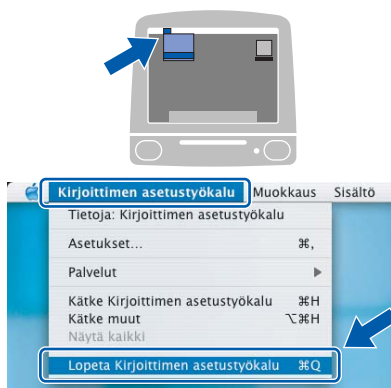 Kirjoittimen asetustyökalu Muokkaus Sisältö
Tietoja: Kirjoittimen asetustyökalu
Asetukset... ⌘,
Palvelut ▶
Kätke Kirjoittimen asetustyökalu ⌘H
Kätke muut ⌥⌘H
Näytä kaikki
Lopeta Kirjoittimen asetustyökalu ⌘Q